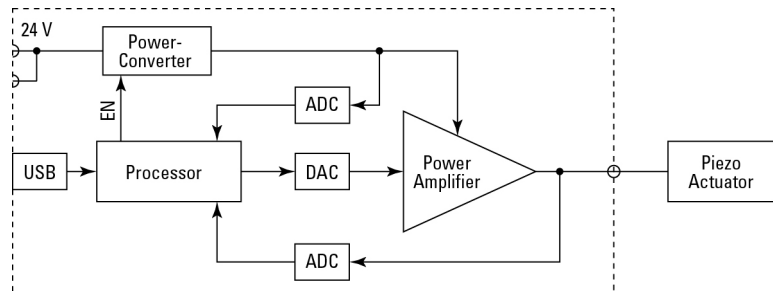 24 V
Power-
Converter
EN
ADC
USB
Processor
DAC
Power
Amplifier
Piezo
Actuator
ADC